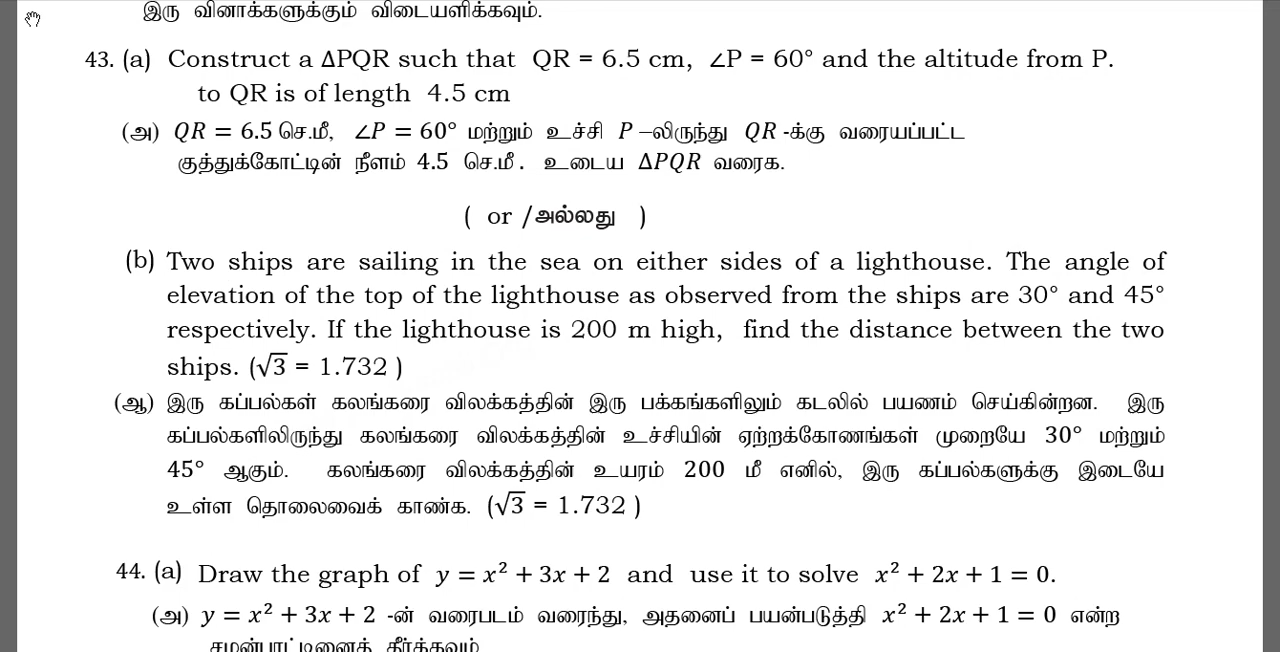 இரு வினாக்களுக்கும் விடையளிக்கவும்.
43. (a) Construct a ∆PQR such that QR = 6.5 cm, ∠P = 60° and the altitude from P.
to QR is of length 4.5 cm
(அ) QR = 6.5 செ.மீ, ∠P = 60° மற்றும் உச்சி P –லிருந்து QR -க்கு வரையப்பட்ட
குத்துக்கோட்டின் நீளம் 4.5 செ.மீ. உடைய ∆PQR வரைக.
( or /அல்லது )
(b) Two ships are sailing in the sea on either sides of a lighthouse. The angle of
elevation of the top of the lighthouse as observed from the ships are 30° and 45°
respectively. If the lighthouse is 200 m high, find the distance between the two
ships. (√3 = 1.732 )
(ஆ) இரு கப்பல்கள் கலங்கரை விலக்கத்தின் இரு பக்கங்களிலும் கடலில் பயணம் செய்கின்றன. இரு
கப்பல்களிலிருந்து கலங்கரை விலக்கத்தின் உச்சியின் ஏற்றக்கோணங்கள் முறையே 30° மற்றும்
45° ஆகும். கலங்கரை விலக்கத்தின் உயரம் 200 மீ எனில், இரு கப்பல்களுக்கு இடையே
உள்ள தொலைவைக் காண்க. (√3 = 1.732 )
44. (a) Draw the graph of y = x² + 3x + 2 and use it to solve x² + 2x + 1 = 0.
(அ) y = x² + 3x + 2 -ன் வரைபடம் வரைந்து, அதனைப் பயன்படுத்தி x² + 2x + 1 = 0 என்ற
சமன்பாட்டினைத் தீர்க்கவும்